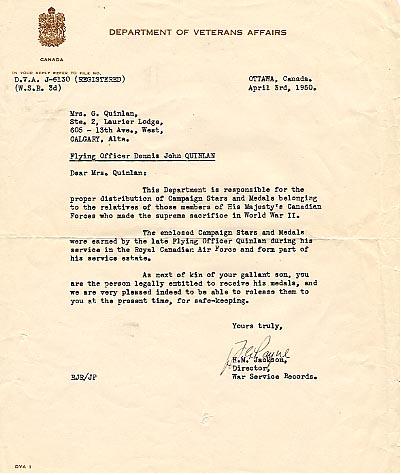 DEPARTMENT OF VETERANS AFFAIRS
CANADA
IN YOUR REPLY REFER TO FILE NO.
D.V.A. J-6130 (REGISTERED)
(W.S.R. 3d)
OTTAWA, Canada.
April 3rd, 1950.
Mrs. G. Quinlan,
Ste. 2, Laurier Lodge,
605 - 13th Ave., West,
CALGARY, Alta.
Flying Officer Dennis John QUINLAN
Dear Mrs. Quinlan:
This Department is responsible for the
proper distribution of Campaign Stars and Medals belonging
to the relatives of those members of His Majesty's Canadian
Forces who made the supreme sacrifice in World War II.
The enclosed Campaign Stars and Medals
were earned by the late Flying Officer Quinlan during his
service in the Royal Canadian Air Force and form part of
his service estate.
As next of kin of your gallant son, you
are the person legally entitled to receive his medals, and
we are very pleased indeed to be able to release them to
you at the present time, for safe-keeping.
Yours truly,
H.M. Jackson,
Director,
War Service Records.
EJR/JP
DVA 1